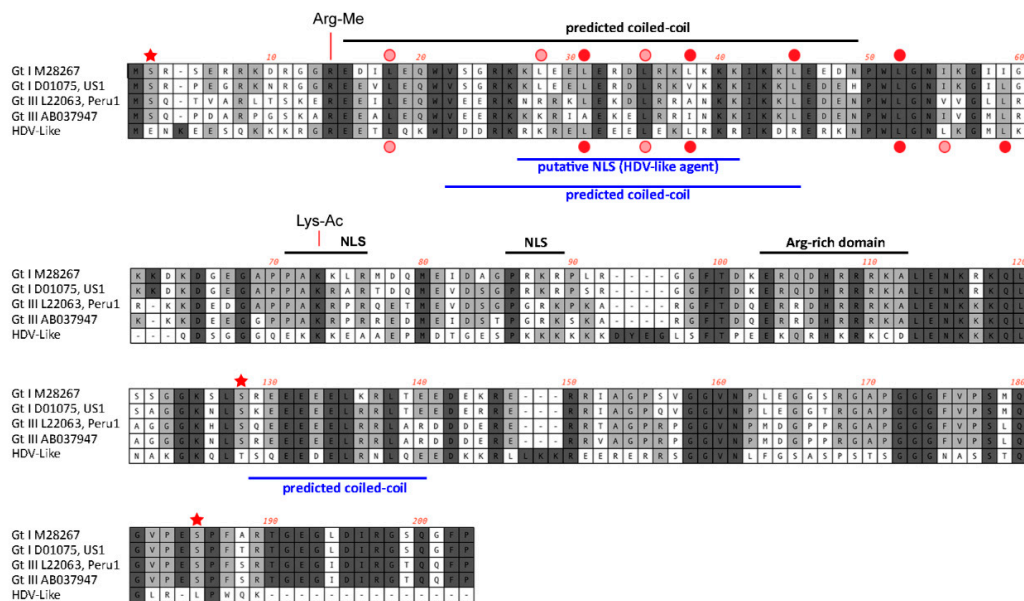 Arg-Me
predicted coiled-coil
10 20 30 40 50 60
Gt I M28267 M S R - S E R R K D R G G R E D I L E Q W V S G R K K L E E L E R D L R K L K K K I K K L E E D N P W L G N I K G I I G
Gt I D01075, US1 M S R - P E G R K N R G G R E E V L E Q W V S G R K K L E E L E R D L R K I N K K I K K L E D E H P W L G N I K G I I G
Gt III L22063, Peru1 M S Q - T V A R L T S K E R E E I L E Q W V E E R K N R R K L E K D L R R A N K K I K K L E D E N P W L G N V V G L L R
Gt III AB037947 M S Q - P D A R P G S K A R E E V L E Q W V E E R K K R I A E L E K D L R R I N K K I K K L E D E N P W L G N I V G L L R
HDV-Like M E N K E E S Q K K K R G R E E T L Q K W V D D R K R K R E L E E E L E K L R K K I K D R E R K N P W L G N L K G M L K
putative NLS (HDV-like agent)
predicted coiled-coil
Lys-Ac
NLS NLS Arg-rich domain
70 80 90 100 110 120
Gt I M28267 K K D K D G E G A P P A K K L R M D Q M E I D A G P R K R P L R - - - - G G F T D K E R Q D H R R R K A L E N K R K Q L
Gt I D01075, US1 K K D K D G E G A P P A K R A R T D Q M E V D S G P R K R P S R - - - - G G F T D K E R Q D H R R R K A L E N K R K Q L
Gt III L22063, Peru1 R - K K D E D G A P P A K R P R Q E T M E V D S G P G R K P K A - - - - R G F T D Q E R R D H R R R K A L E N K K K Q L
Gt III AB037947 K - K K D E E G G P P A K R P R R E D M E I D S T P G R K S K A - - - - R G F T D Q E R R D H R R R K A L E N K K K Q L
HDV-Like - - - Q D S G G G Q E K K K E A A E P M D T G E S P K K K K K K D Y E G L S F T P E E K Q R H K R K C D L E N K K K Q L
130 140 150 160 170 180
Gt I M28267 S S G G K S L S R E E E E E L K R L T E E D E K R E - - - R R I A G P S V G G V N P L E G G S R G A P G G G F V P S M Q
Gt I D01075, US1 S A G G K N L S K E E E E E L R R L T E E D E R R E - - - R R I A G P Q V G G V N P L E G G T R G A P G G G F V P S M Q
Gt III L22063, Peru1 A G G G K H L S Q E E E E E L R R L A R D D D E R E - - - R R V A G P R P G G V N P M D G P P R G A P G G G F V P S L Q
Gt III AB037947 A G G G K N L S R E E E E E L R R L A R D D D E R E - - - R R V A G P R P G G V N P M D G P P R G A P G G G F V P S L Q
HDV-Like N A K G K Q L T S Q E E D E L R N L Q E E D K K R L K K R E E R E R R S G G V N L F G S A S P S T S G G G N A S S T Q
predicted coiled-coil
190 200
Gt I M28267 G V P E S P F A R T G E G L D I R G S Q G F P
Gt I D01075, US1 G V P E S P F T R T G E G L D I R G S Q G F P
Gt III L22063, Peru1 G V P E S P F S R T G E G I D I R G T Q Q F P
Gt III AB037947 G V P E S P F S R T G E G I D I R G T Q Q F P
HDV-Like G L R - L P W Q K - - - - - - - - - - - - - -